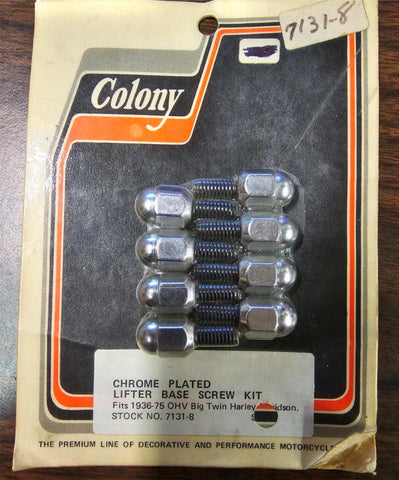 7131-8
Colony
CHROME PLATED
LIFTER BASE SCREW KIT
Fits 1936-75 OHV Big Twin Harley
STOCK NO. 7131-8
THE PREMIUM LINE OF DECORATIVE AND PERFORMANCE MOTORCYCLE